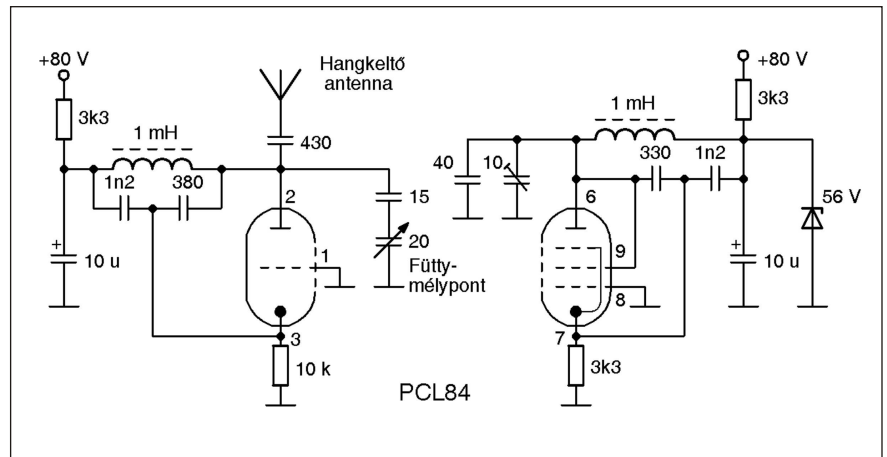 +80 V
3k3
1 mH
1n2
380
+
10 u
Hangkeltő
antenna
430
2
1
3
15
20
Fütty-
mélypont
10 k
PCL84
+80 V
3k3
1 mH
40
10
330
1n2
6
9
8
7
3k3
+
10 u
56 V